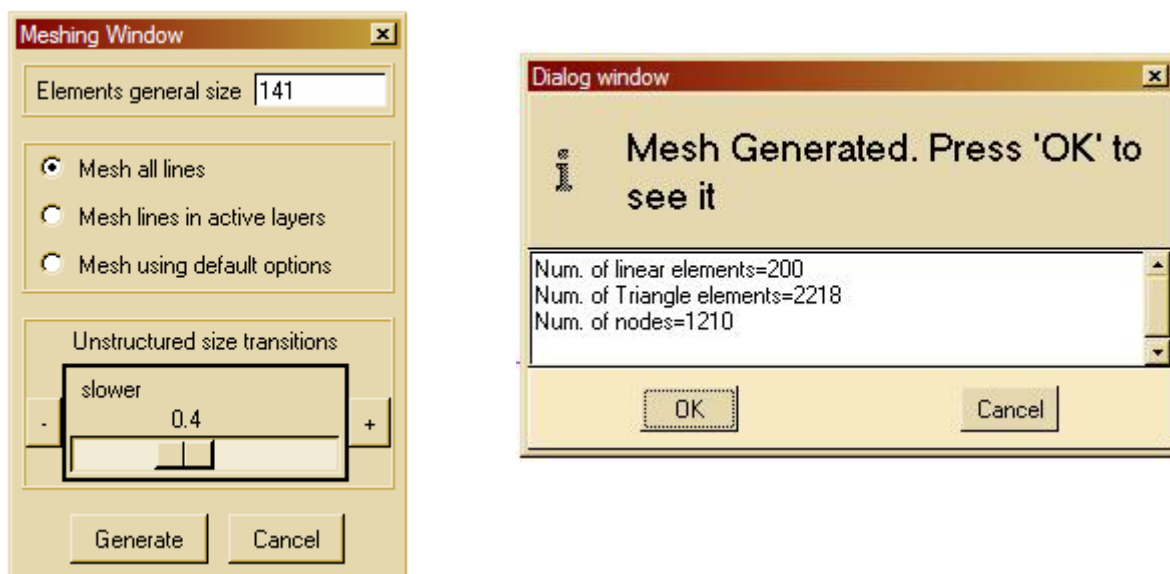 Meshing Window
Elements general size 141
Mesh all lines
Mesh lines in active layers
Mesh using default options
Unstructured size transitions
slower
0.4
- +
Generate Cancel
Dialog window
i Mesh Generated. Press 'OK' to
see it
Num. of linear elements=200
Num. of Triangle elements=2218
Num. of nodes=1210
OK Cancel